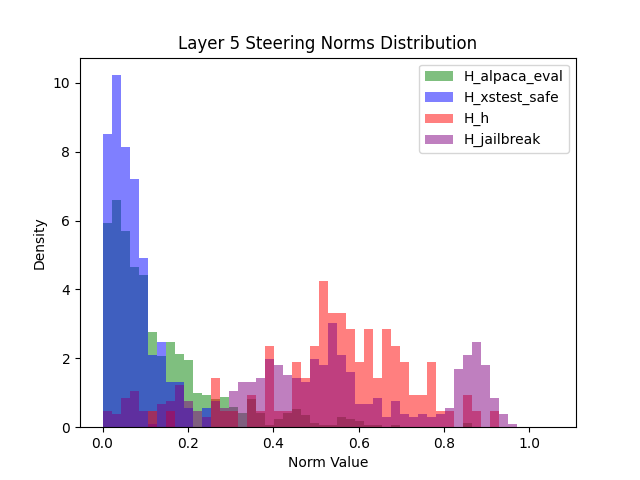 Layer 5 Steering Norms Distribution
H_alpaca_eval
H_xstest_safe
H_h
H_jailbreak
Density
10
8
6
4
2
0
0.0 0.2 0.4 0.6 0.8 1.0
Norm Value